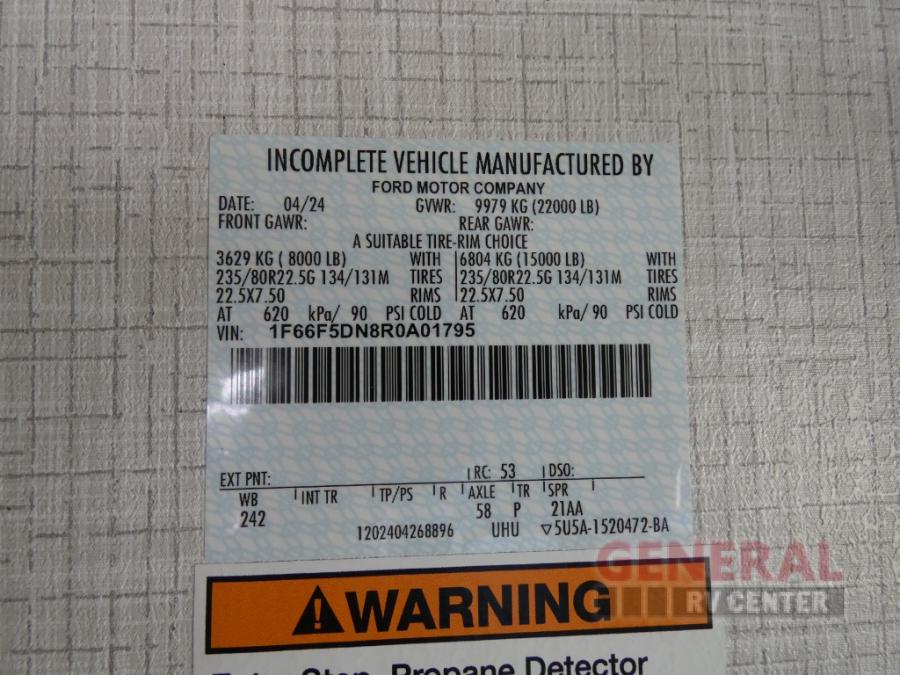 INCOMPLETE VEHICLE MANUFACTURED BY
FORD MOTOR COMPANY
DATE: 04/24 GVWR: 9979 KG (22000 LB)
FRONT GAWR: REAR GAWR:
A SUITABLE TIRE-RIM CHOICE
3629 KG ( 8000 LB) WITH 6804 KG (15000 LB) WITH
235/80R22.5G 134/131M TIRES 235/80R22.5G 134/131M TIRES
22.5X7.50 RIMS 22.5X7.50 RIMS
AT 620 kPa/ 90 PSI COLD AT 620 kPa/ 90 PSI COLD
VIN: 1F66F5DN8R0A01795
EXT PNT: RC: 53 DSO:
WB INT TR TP/PS R AXLE TR SPR
242 58 P 21AA
1202404268896 UHU ▽5U5A-1520472-BA
GENERAL
RV CENTER
⚠WARNING
Propane Detector